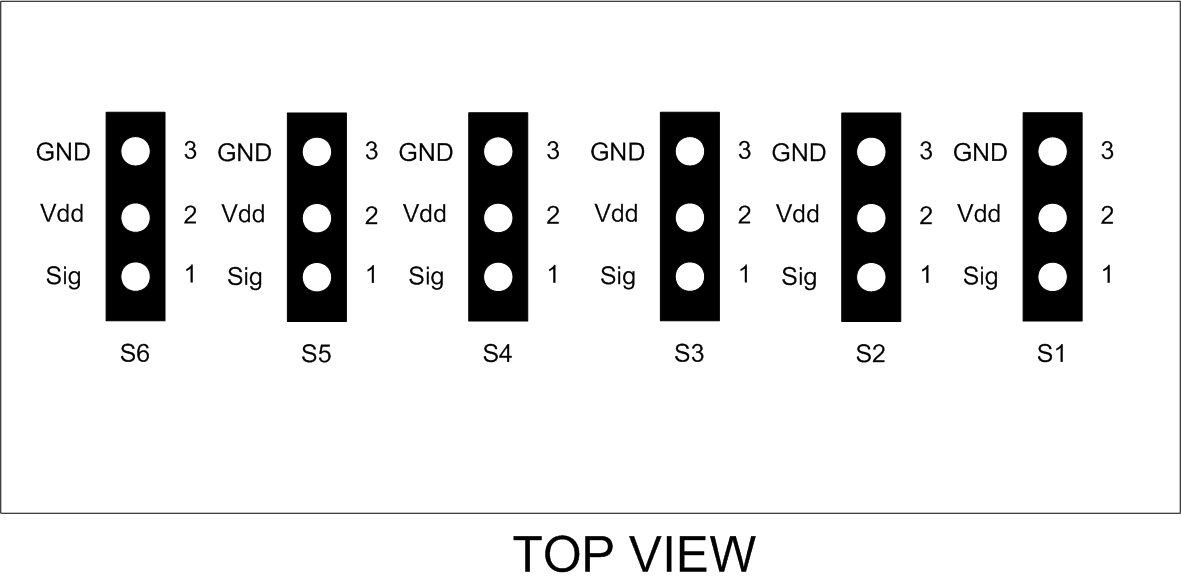 GND 3 GND 3 GND 3 GND 3 GND 3 GND 3
Vdd 2 Vdd 2 Vdd 2 Vdd 2 Vdd 2 Vdd 2
Sig 1 Sig 1 Sig 1 Sig 1 Sig 1 Sig 1
S6 S5 S4 S3 S2 S1
TOP VIEW